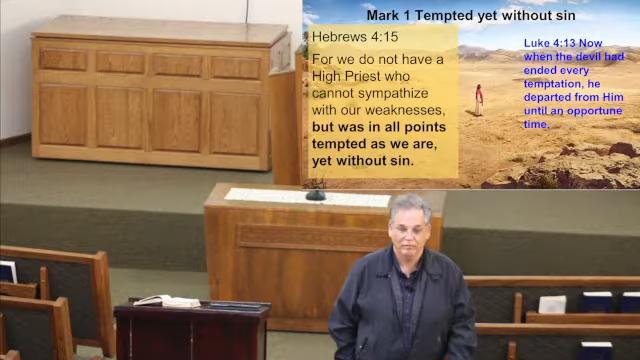 Mark 1 Tempted yet without sin
Hebrews 4:15
For we do not have a
High Priest who
cannot sympathize
with our weaknesses,
but was in all points
tempted as we are,
yet without sin.
Luke 4:13 Now
when the devil had
ended every
temptation, he
departed from Him
until an opportune
time.